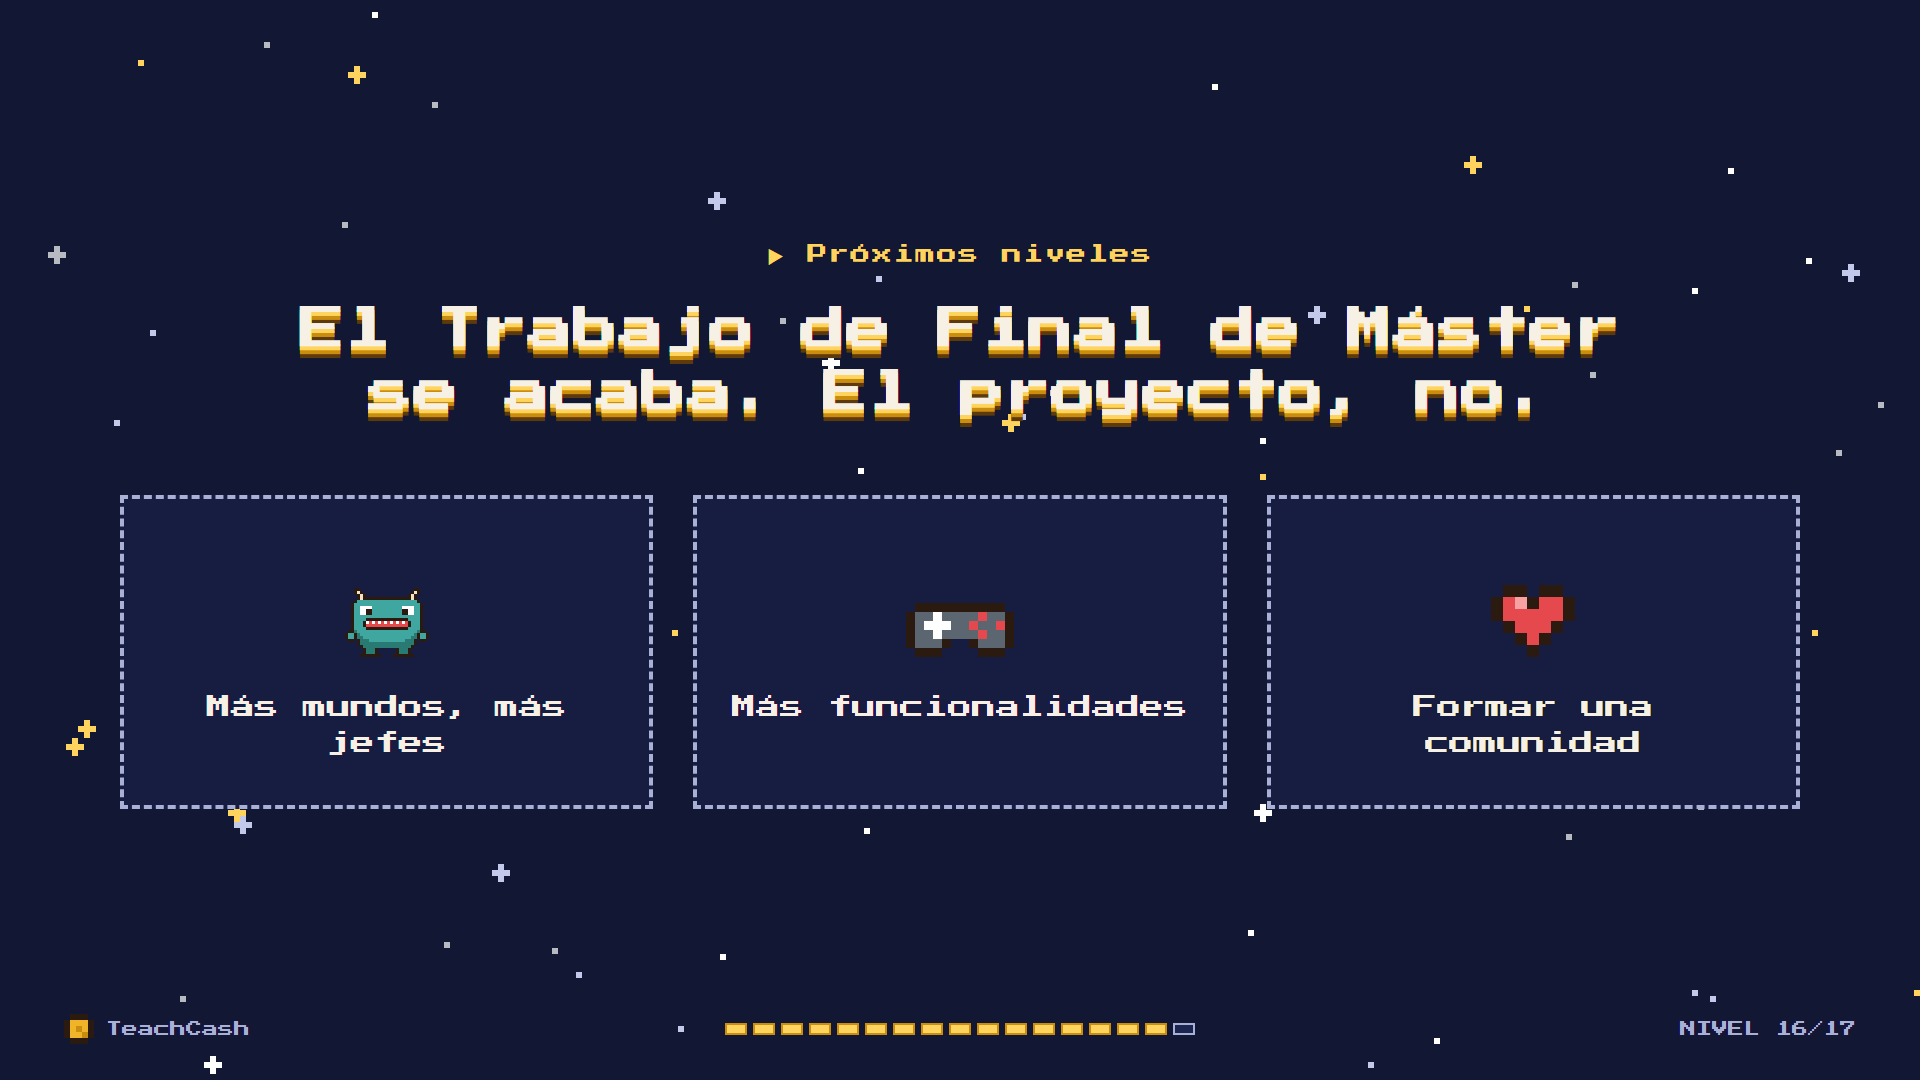 ▶ Próximos niveles
El Trabajo de Final de Máster
se acaba. El proyecto, no.
Más mundos, más
jefes
Más funcionalidades
Formar una
comunidad
TeachCash
NIVEL 16/17